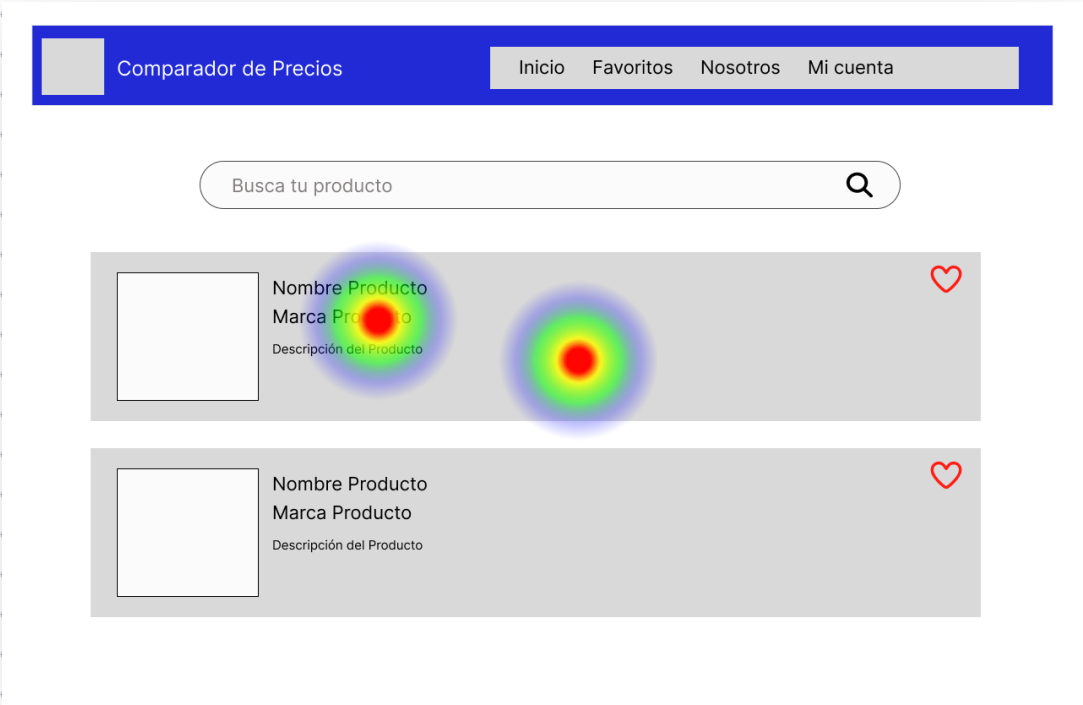 Comparador de Precios
Inicio Favoritos Nosotros Mi cuenta
Busca tu producto
Nombre Producto
Marca Producto
Descripción del Producto
Nombre Producto
Marca Producto
Descripción del Producto